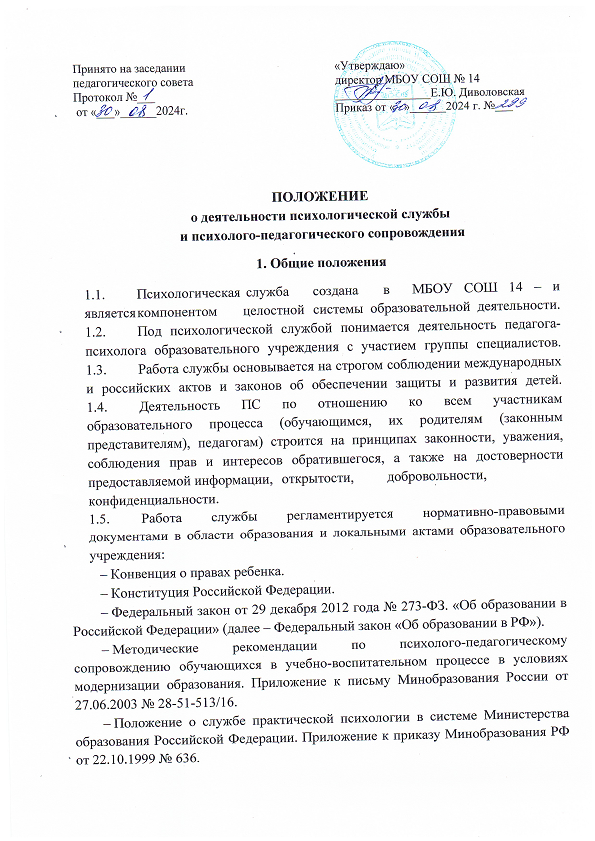 Принято на заседании
педагогического совета
Протокол № 1
от «30» 08 2024г.
«Утверждаю»
директор МБОУ СОШ № 14
Е.Ю. Диволовская
Приказ от «30» 08 2024 г. № 299
ПОЛОЖЕНИЕ
о деятельности психологической службы
и психолого-педагогического сопровождения
1. Общие положения
1.1. Психологическая служба создана в МБОУ СОШ 14 – и
являетсякомпонентом целостной системы образовательной деятельности.
1.2. Под психологической службой понимается деятельность педагога-
психолога образовательного учреждения с участием группы специалистов.
1.3. Работа службы основывается на строгом соблюдении международных
и российских актов и законов об обеспечении защиты и развития детей.
1.4. Деятельность ПС по отношению ко всем участникам
образовательного процесса (обучающимся, их родителям (законным
представителям), педагогам) строится на принципах законности, уважения,
соблюдения прав и интересов обратившегося, а также на достоверности
предоставляемой информации, открытости, добровольности,
конфиденциальности.
1.5. Работа службы регламентируется нормативно-правовыми
документами в области образования и локальными актами образовательного
учреждения:
– Конвенция о правах ребенка.
– Конституция Российской Федерации.
– Федеральный закон от 29 декабря 2012 года № 273-ФЗ. «Об образовании в
Российской Федерации» (далее – Федеральный закон «Об образовании в РФ»).
– Методические рекомендации по психолого-педагогическому
сопровождению обучающихся в учебно-воспитательном процессе в условиях
модернизации образования. Приложение к письму Минобразования России от
27.06.2003 № 28-51-513/16.
– Положение о службе практической психологии в системе Министерства
образования Российской Федерации. Приложение к приказу Минобразования РФ
от 22.10.1999 № 636.